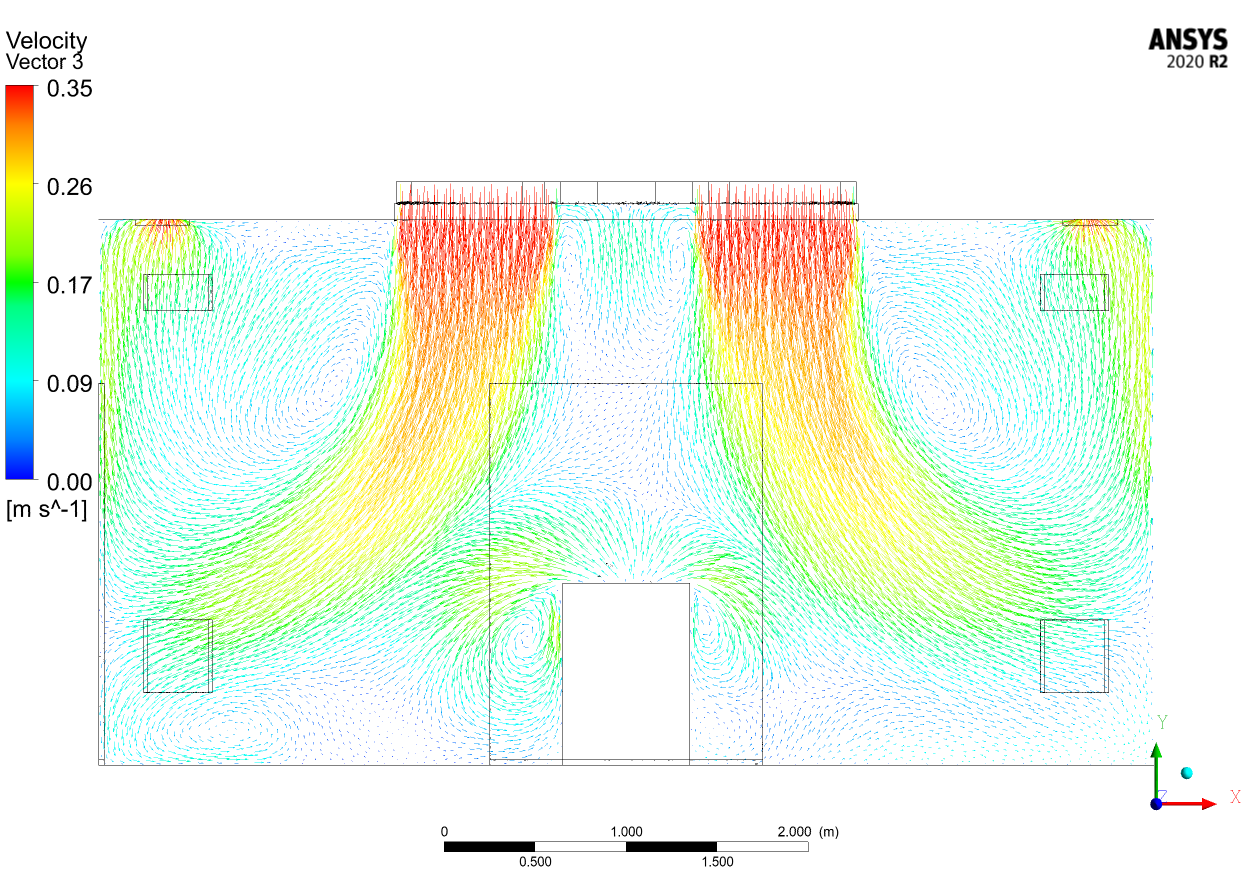 Velocity
Vector 3
0.35
0.26
0.17
0.09
0.00
[m s^-1]
ANSYS
2020 R2
Y
Z
X
0 1.000 2.000 (m)
0.500 1.500